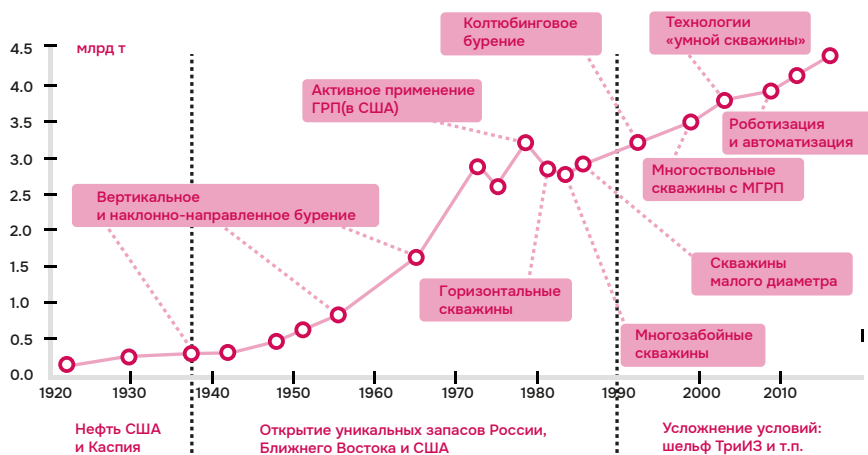 млрд т
4.5
4.0
3.5
3.0
2.5
2.0
1.5
1.0
0.5
0.0
Колтюбинговое
бурение
Технологии
«умной скважины»
Активное применение
ГРП(в США)
Роботизация
и автоматизация
Многоствольные
скважины с МГРП
Вертикальное
и наклонно-направленное бурение
Скважины
малого диаметра
Горизонтальные
скважины
Многозабойные
скважины
1920
1930
1940
1950
1960
1970
1980
1990
2000
2010
Нефть США
и Каспия
Открытие уникальных запасов России,
Ближнего Востока и США
Усложнение условий:
шельф ТриИЗ и т.п.